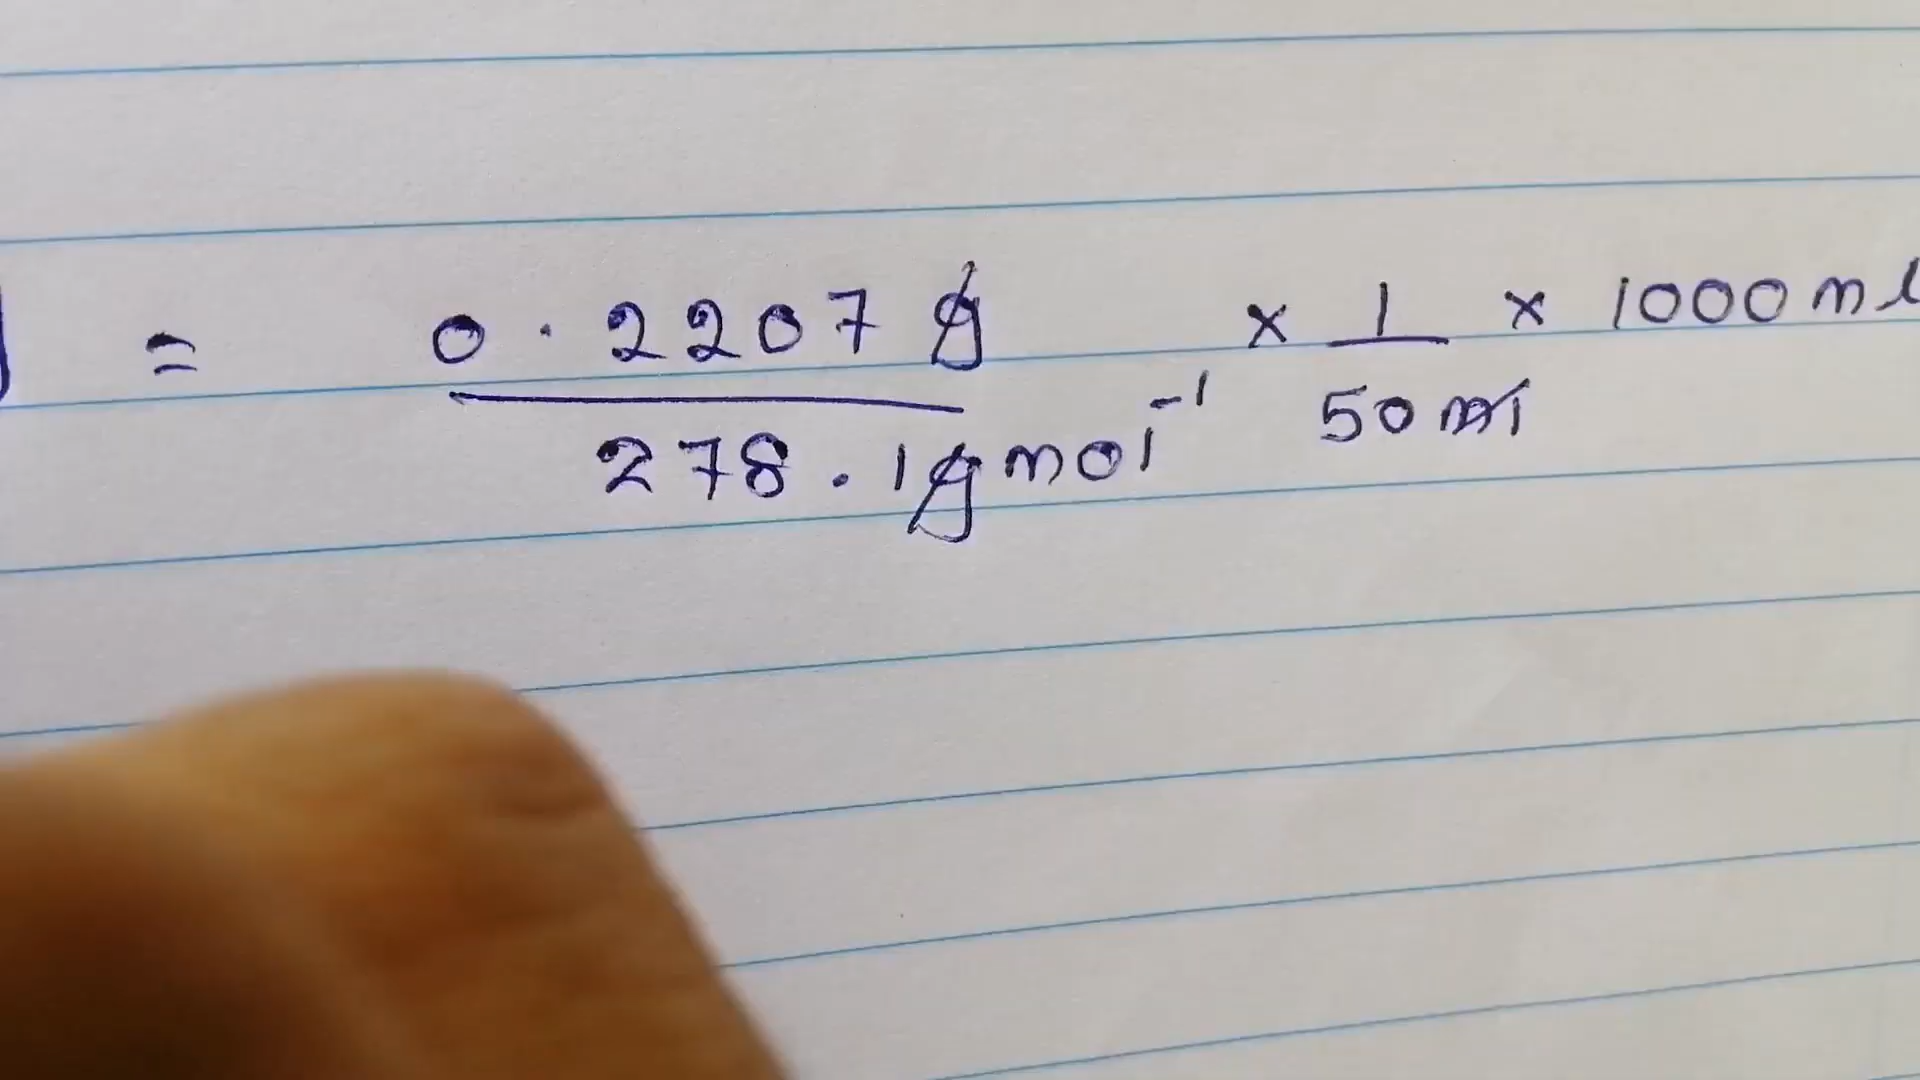 = 0.2207 g × 1 × 1000 ml
278.1 g mol⁻¹ 50 ml